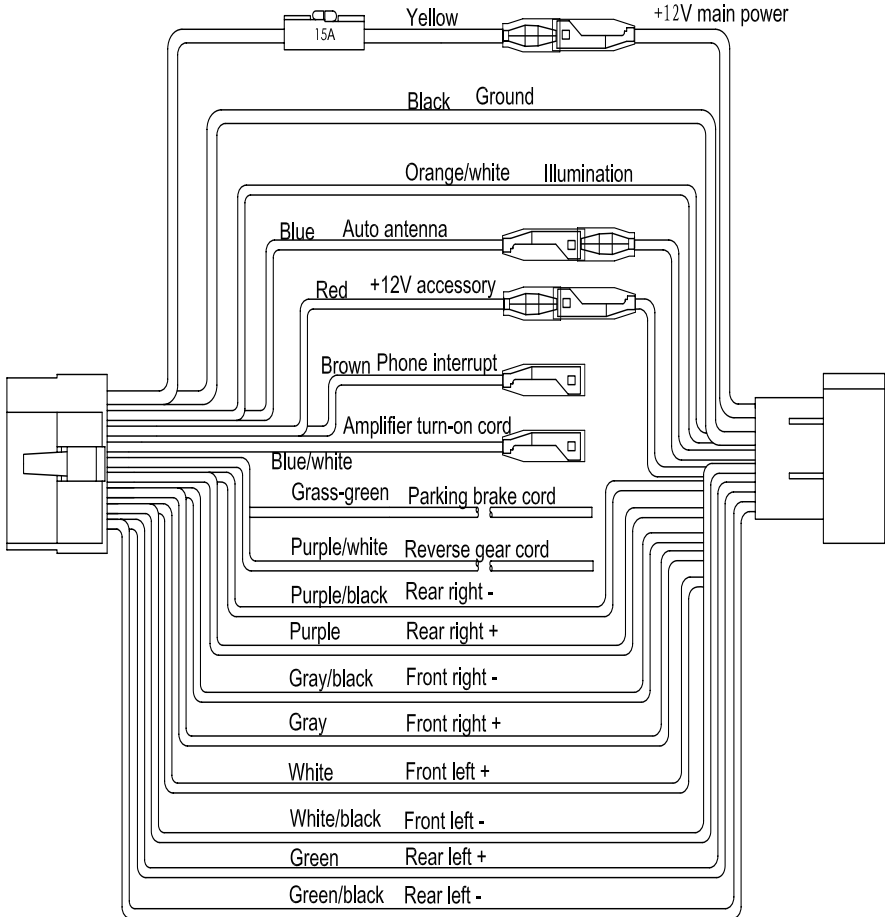 Yellow +12V main power
15A
Black Ground
Orange/white Illumination
Blue Auto antenna
Red +12V accessory
Brown Phone interrupt
Amplifier turn-on cord
Blue/white
Grass-green Parking brake cord
Purple/white Reverse gear cord
Purple/black Rear right -
Purple Rear right +
Gray/black Front right -
Gray Front right +
White Front left +
White/black Front left -
Green Rear left +
Green/black Rear left -